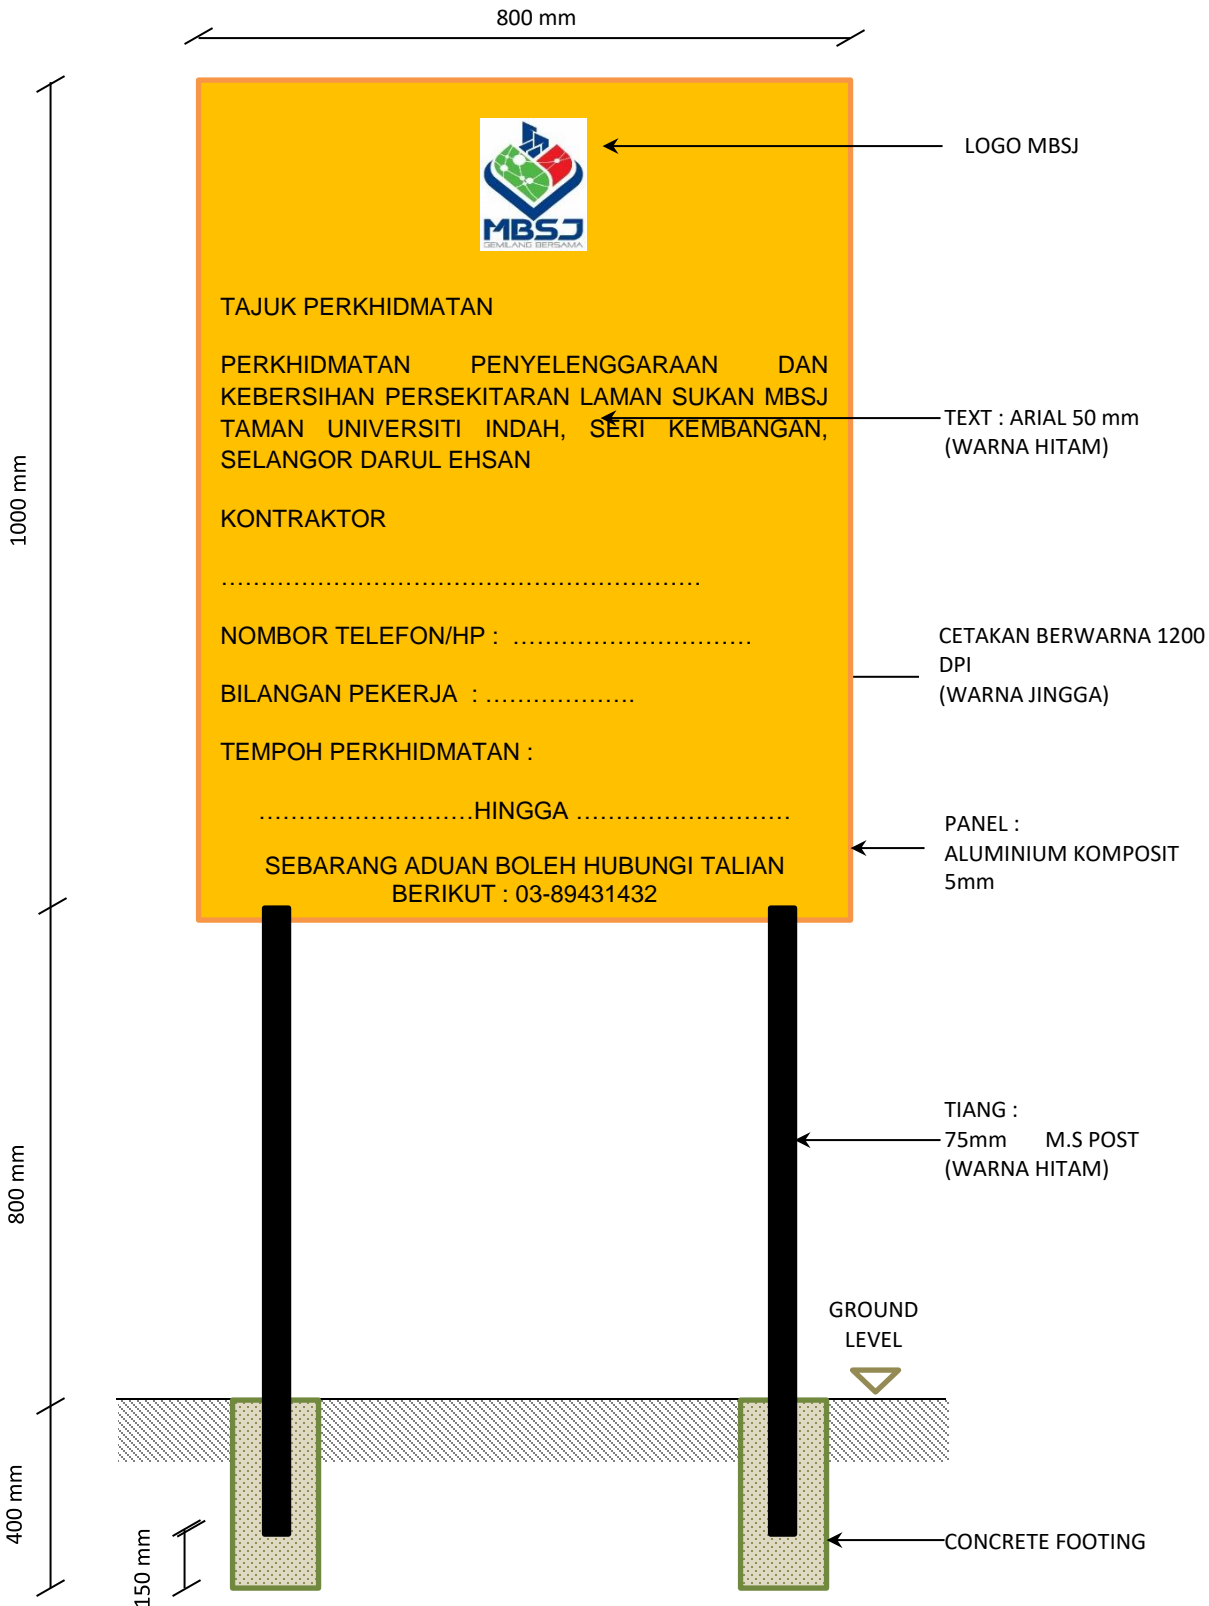 800 mm
MBSJ
GEMILANG BERSAMA
LOGO MBSJ
TAJUK PERKHIDMATAN
PERKHIDMATAN PENYELENGGARAAN DAN
KEBERSIHAN PERSEKITARAN LAMAN SUKAN MBSJ
TAMAN UNIVERSITI INDAH, SERI KEMBANGAN,
SELANGOR DARUL EHSAN
TEXT : ARIAL 50 mm
(WARNA HITAM)
1000 mm
KONTRAKTOR
............................................................
NOMBOR TELEFON/HP : ..............................
BILANGAN PEKERJA : ...................
CETAKAN BERWARNA 1200
DPI
(WARNA JINGGA)
TEMPOH PERKHIDMATAN :
...........................HINGGA ...........................
PANEL :
ALUMINIUM KOMPOSIT
5mm
SEBARANG ADUAN BOLEH HUBUNGI TALIAN
BERIKUT : 03-89431432
800 mm
TIANG :
75mm M.S POST
(WARNA HITAM)
GROUND
LEVEL
400 mm
150 mm
CONCRETE FOOTING